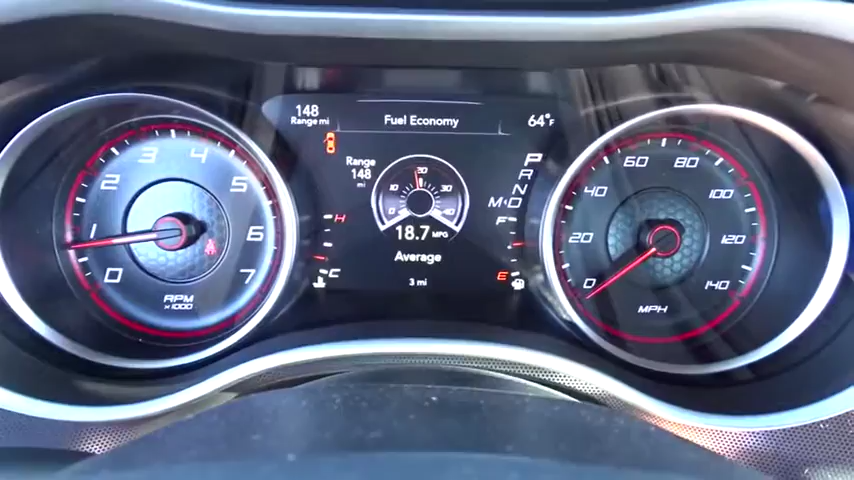 148
Range mi
Fuel Economy
64°F
Range
148
mi
10 20 30
0 40
18.7 MPG
Average
3 mi
P
R
N
M◦D
H
C
F
E
0 1 2 3 4 5 6 7
RPM
×1000
0 20 40 60 80 100 120 140
MPH